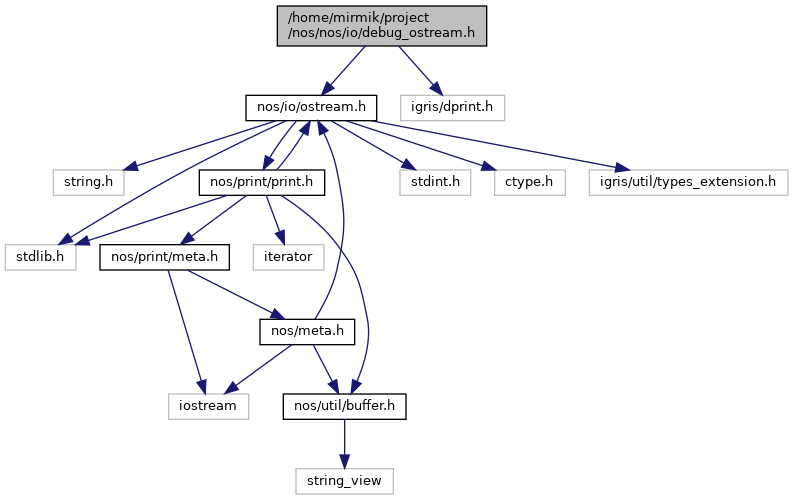 /home/mirmik/project
/nos/nos/io/debug_ostream.h
nos/io/ostream.h
igris/dprint.h
string.h
nos/print/print.h
stdint.h
ctype.h
igris/util/types_extension.h
stdlib.h
nos/print/meta.h
iterator
nos/meta.h
iostream
nos/util/buffer.h
string_view